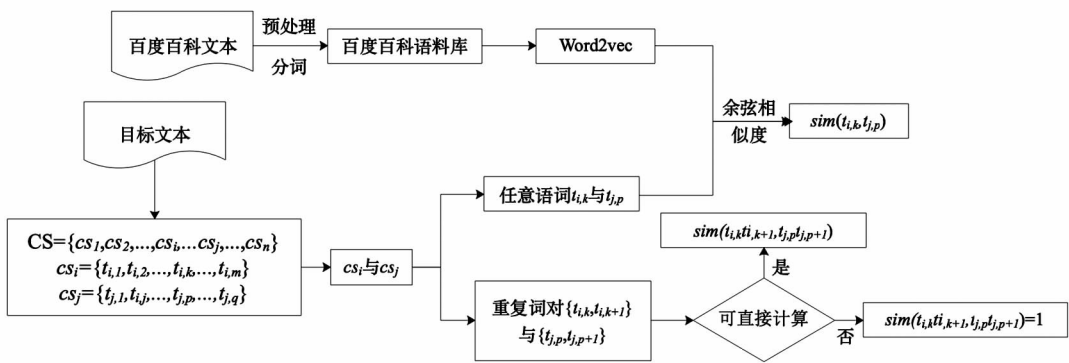 百度百科文本
预处理
分词
百度百科语料库
Word2vec
余弦相
似度
sim(t_{i,k},t_{j,p})
目标文本
CS={cs_1,cs_2,...,cs_i,...cs_j,...,cs_n}
cs_i={t_{i,1},t_{i,2},...,t_{i,k},...,t_{i,m}}
cs_j={t_{j,1},t_{i,j},...,t_{j,p},...,t_{j,q}}
cs_i与cs_j
任意语词t_{i,k}与t_{j,p}
重复词对{t_{i,k},t_{i,k+1}}
与{t_{j,p},t_{j,p+1}}
sim(t_{i,k}ti_{,k+1},t_{j,p}t_{j,p+1})
是
可直接计算
否
sim(t_{i,k}ti_{,k+1},t_{j,p}t_{j,p+1})=1